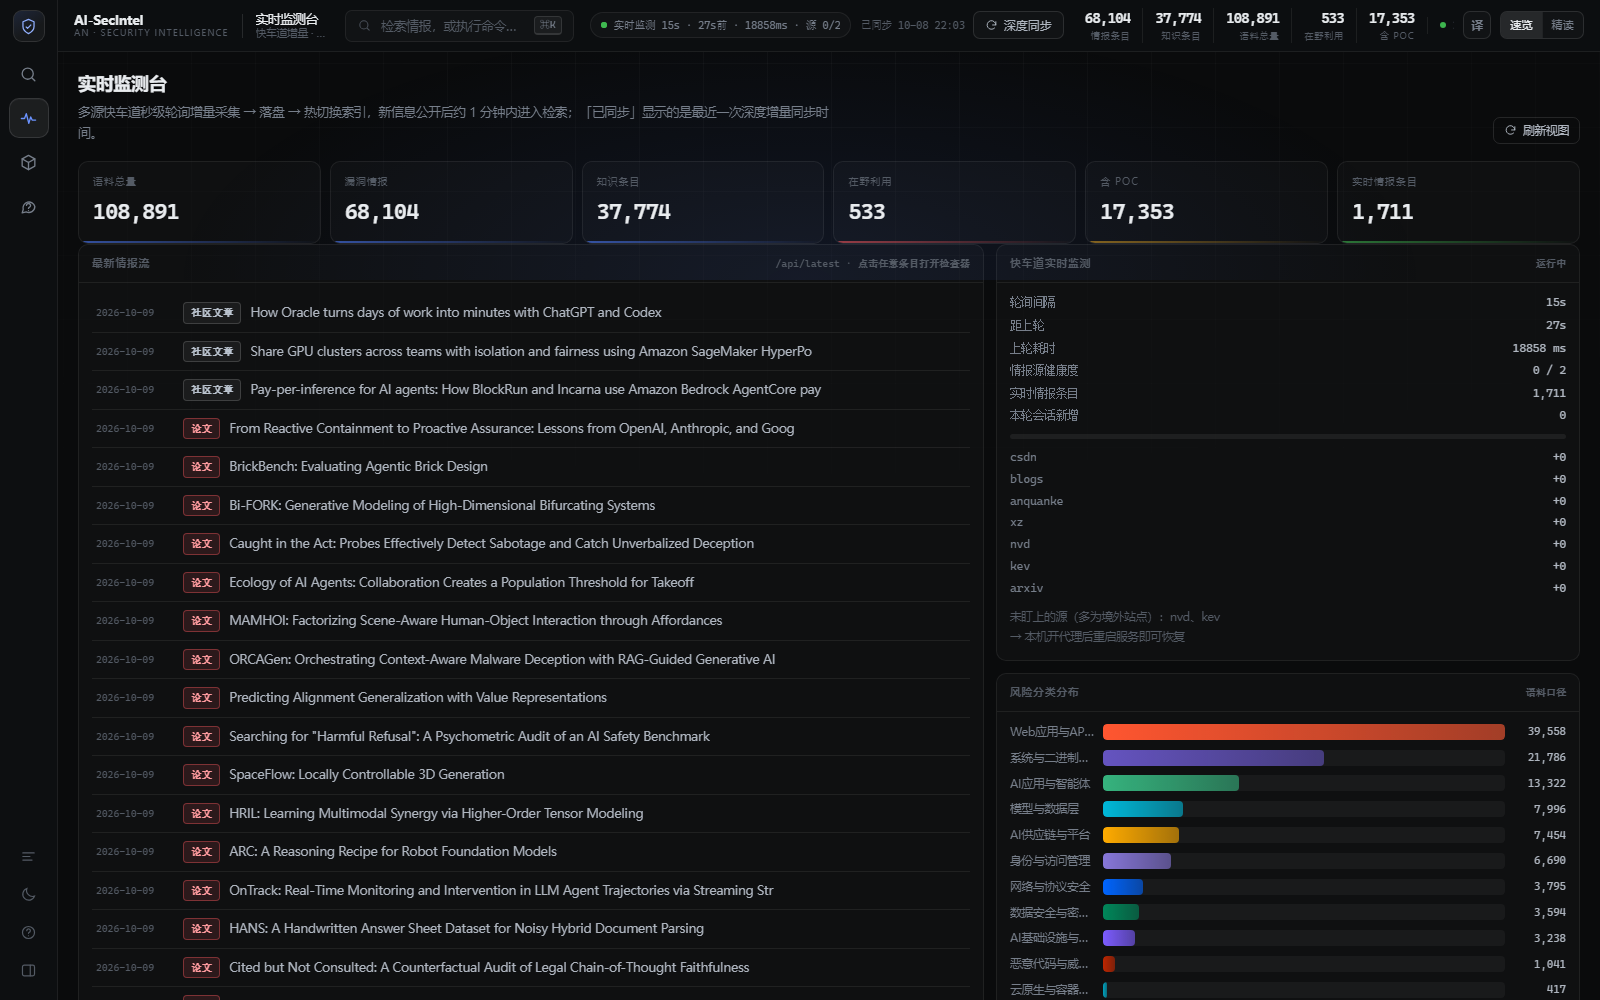 AI-SecIntel
AN · SECURITY INTELLIGENCE
实时监测台
快车道增量 · …
检索情报，或执行命令… ⌘K
实时监测 15s · 27s前 · 18858ms · 源 0/2
已同步 10-08 22:03
深度同步
68,104
情报条目
37,774
知识条目
108,891
语料总量
533
在野利用
17,353
含 POC
译
速览 精读
实时监测台
多源快车道秒级轮询增量采集 → 落盘 → 热切换索引，新信息公开后约 1 分钟内进入检索；「已同步」显示的是最近一次深度增量同步时
间。
刷新视图
语料总量
108,891
漏洞情报
68,104
知识条目
37,774
在野利用
533
含 POC
17,353
实时情报条目
1,711
最新情报流 /api/latest · 点击任意条目打开检查器
2026-10-09 社区文章 How Oracle turns days of work into minutes with ChatGPT and Codex
2026-10-09 社区文章 Share GPU clusters across teams with isolation and fairness using Amazon SageMaker HyperPo
2026-10-09 社区文章 Pay-per-inference for AI agents: How BlockRun and Incarna use Amazon Bedrock AgentCore pay
2026-10-09 论文 From Reactive Containment to Proactive Assurance: Lessons from OpenAI, Anthropic, and Goog
2026-10-09 论文 BrickBench: Evaluating Agentic Brick Design
2026-10-09 论文 Bi-FORK: Generative Modeling of High-Dimensional Bifurcating Systems
2026-10-09 论文 Caught in the Act: Probes Effectively Detect Sabotage and Catch Unverbalized Deception
2026-10-09 论文 Ecology of AI Agents: Collaboration Creates a Population Threshold for Takeoff
2026-10-09 论文 MAMHOI: Factorizing Scene-Aware Human-Object Interaction through Affordances
2026-10-09 论文 ORCAGen: Orchestrating Context-Aware Malware Deception with RAG-Guided Generative AI
2026-10-09 论文 Predicting Alignment Generalization with Value Representations
2026-10-09 论文 Searching for "Harmful Refusal": A Psychometric Audit of an AI Safety Benchmark
2026-10-09 论文 SpaceFlow: Locally Controllable 3D Generation
2026-10-09 论文 HRIL: Learning Multimodal Synergy via Higher-Order Tensor Modeling
2026-10-09 论文 ARC: A Reasoning Recipe for Robot Foundation Models
2026-10-09 论文 OnTrack: Real-Time Monitoring and Intervention in LLM Agent Trajectories via Streaming Str
2026-10-09 论文 HANS: A Handwritten Answer Sheet Dataset for Noisy Hybrid Document Parsing
2026-10-09 论文 Cited but Not Consulted: A Counterfactual Audit of Legal Chain-of-Thought Faithfulness
快车道实时监测 运行中
轮询间隔 15s
距上轮 27s
上轮耗时 18858 ms
情报源健康度 0 / 2
实时情报条目 1,711
本轮会话新增 0
csdn +0
blogs +0
anquanke +0
xz +0
nvd +0
kev +0
arxiv +0
未盯上的源（多为境外站点）：nvd、kev
→ 本机开代理后重启服务即可恢复
风险分类分布 语料口径
Web应用与AP… 39,558
系统与二进制… 21,786
AI应用与智能体 13,322
模型与数据层 7,996
AI供应链与平台 7,454
身份与访问管理 6,690
网络与协议安全 3,795
数据安全与密… 3,594
AI基础设施与… 3,238
恶意代码与威… 1,041
云原生与容器… 417